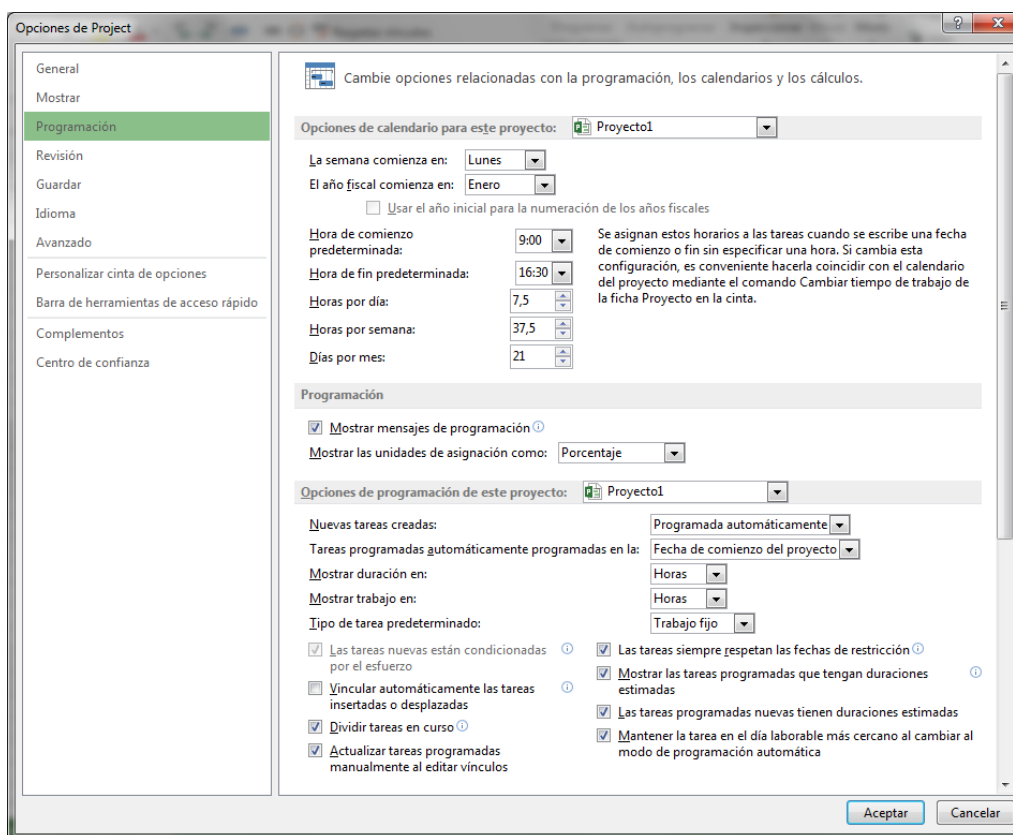 Opciones de Project
General
Mostrar
Programación
Revisión
Guardar
Idioma
Avanzado
Personalizar cinta de opciones
Barra de herramientas de acceso rápido
Complementos
Centro de confianza
Cambie opciones relacionadas con la programación, los calendarios y los cálculos.
Opciones de calendario para este proyecto: Proyecto1
La semana comienza en: Lunes
El año fiscal comienza en: Enero
Usar el año inicial para la numeración de los años fiscales
Hora de comienzo
predeterminada: 9:00
Hora de fin predeterminada: 16:30
Horas por día: 7,5
Horas por semana: 37,5
Días por mes: 21
Se asignan estos horarios a las tareas cuando se escribe una fecha
de comienzo o fin sin especificar una hora. Si cambia esta
configuración, es conveniente hacerla coincidir con el calendario
del proyecto mediante el comando Cambiar tiempo de trabajo de
la ficha Proyecto en la cinta.
Programación
Mostrar mensajes de programación
Mostrar las unidades de asignación como: Porcentaje
Opciones de programación de este proyecto: Proyecto1
Nuevas tareas creadas: Programada automáticamente
Tareas programadas automáticamente programadas en la: Fecha de comienzo del proyecto
Mostrar duración en: Horas
Mostrar trabajo en: Horas
Tipo de tarea predeterminado: Trabajo fijo
Las tareas nuevas están condicionadas
por el esfuerzo
Vincular automáticamente las tareas
insertadas o desplazadas
Dividir tareas en curso
Actualizar tareas programadas
manualmente al editar vínculos
Las tareas siempre respetan las fechas de restricción
Mostrar las tareas programadas que tengan duraciones
estimadas
Las tareas programadas nuevas tienen duraciones estimadas
Mantener la tarea en el día laborable más cercano al cambiar al
modo de programación automática
Aceptar
Cancelar